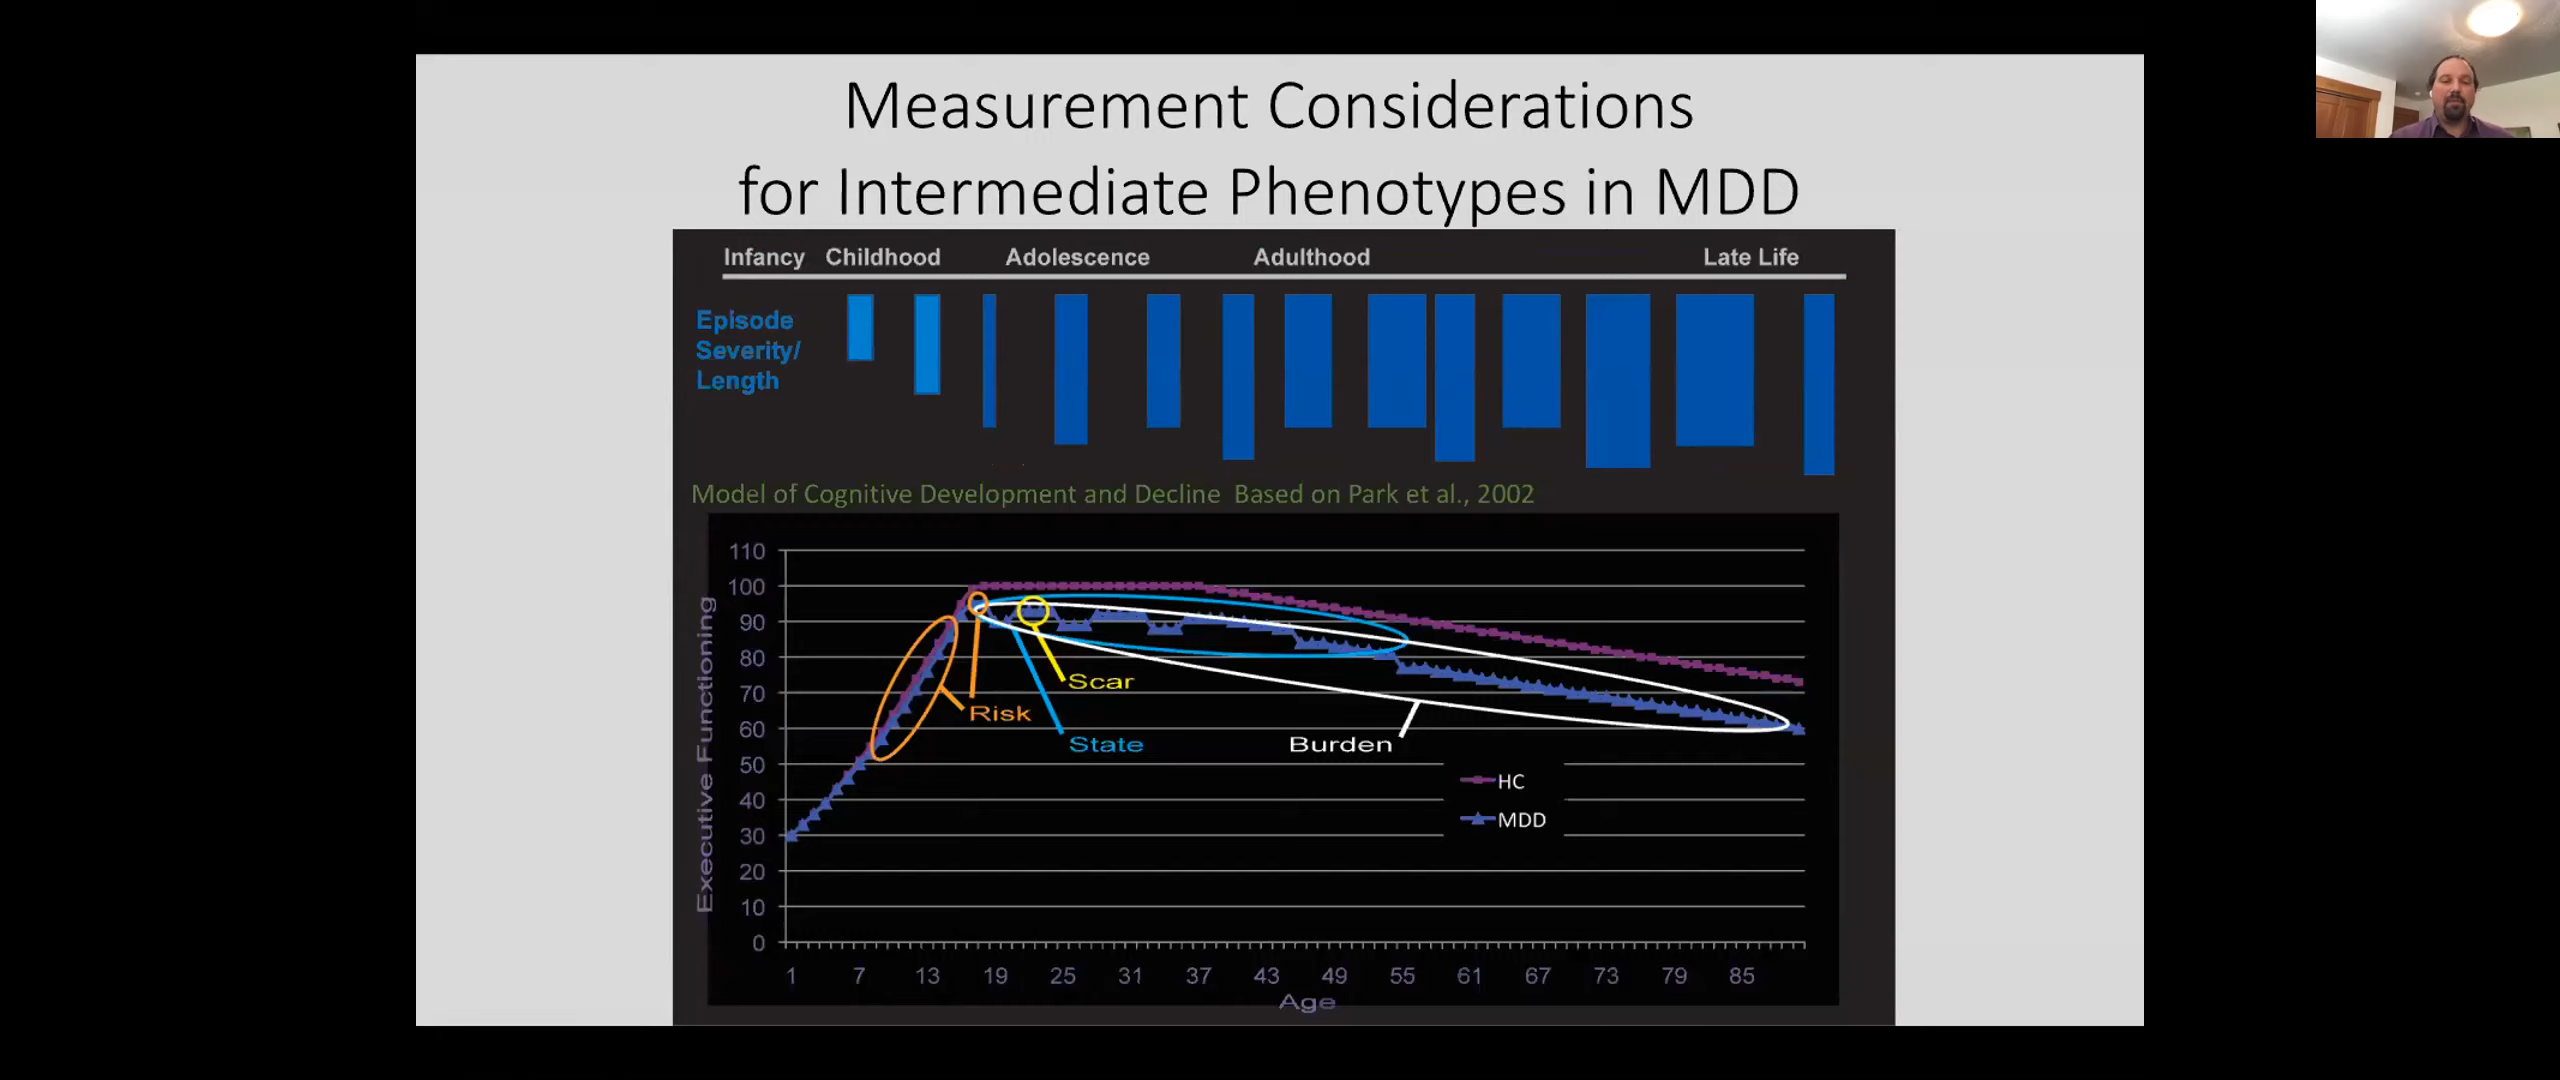 Measurement Considerations
for Intermediate Phenotypes in MDD
Infancy Childhood Adolescence Adulthood Late Life
Episode
Severity/
Length
Model of Cognitive Development and Decline Based on Park et al., 2002
Executive Functioning
110
100
90
80
70
60
50
40
30
20
10
0
Scar
Risk
State
Burden
HC
MDD
1 7 13 19 25 31 37 43 49 55 61 67 73 79 85
Age